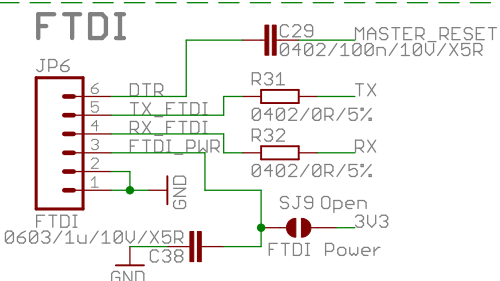 FTDI
C29
MASTER_RESET
0402/100n/10V/X5R
JP6
R31
6 DTR
TX
5 TX_FTDI
0402/0R/5%
4 RX_FTDI
R32
3 FTDI_PWR
RX
2
0402/0R/5%
1
GND
SJ9 Open
FTDI
3V3
0603/1u/10V/X5R
C38
FTDI Power
GND